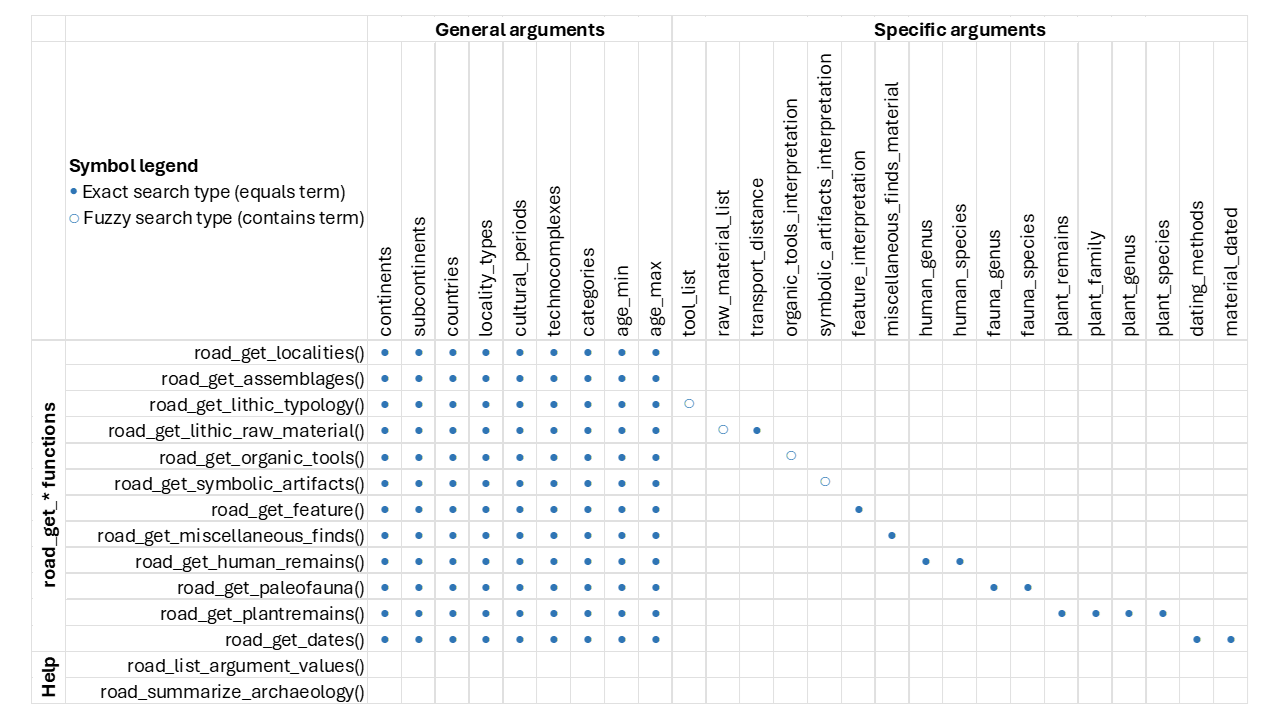 General arguments
Specific arguments
Symbol legend
• Exact search type (equals term)
○ Fuzzy search type (contains term)
continents
subcontinents
countries
locality_types
cultural_periods
technocomplexes
categories
age_min
age_max
tool_list
raw_material_list
transport_distance
organic_tools_interpretation
symbolic_artifacts_interpretation
feature_interpretation
miscellaneous_finds_material
human_genus
human_species
fauna_genus
fauna_species
plant_remains
plant_family
plant_genus
plant_species
dating_methods
material_dated
road_get_* functions
road_get_localities()
road_get_assemblages()
road_get_lithic_typology()
road_get_lithic_raw_material()
road_get_organic_tools()
road_get_symbolic_artifacts()
road_get_feature()
road_get_miscellaneous_finds()
road_get_human_remains()
road_get_paleofauna()
road_get_plantremains()
road_get_dates()
Help
road_list_argument_values()
road_summarize_archaeology()